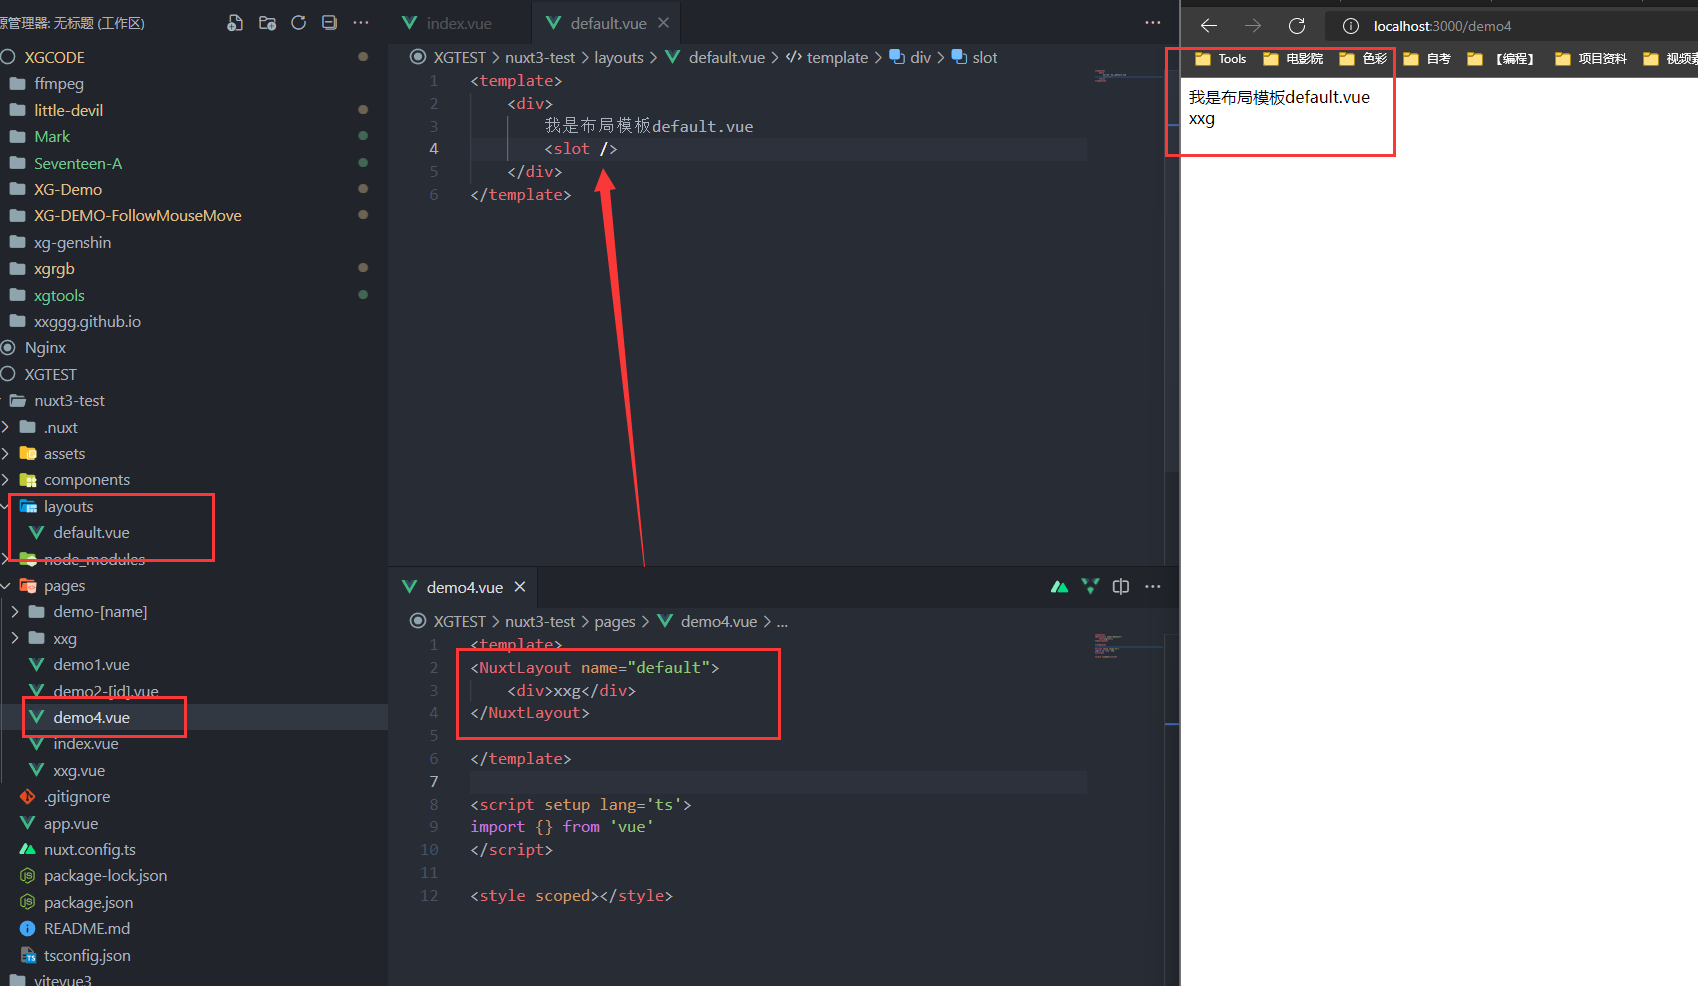 源管理器: 无标题 (工作区)
XGCODE
ffmpeg
little-devil
Mark
Seventeen-A
XG-Demo
XG-DEMO-FollowMouseMove
xg-genshin
xgrgb
xgtools
xxggg.github.io
Nginx
XGTEST
nuxt3-test
.nuxt
assets
components
layouts
default.vue
node_modules
pages
demo-[name]
xxg
demo1.vue
demo2-[id].vue
demo4.vue
index.vue
xxg.vue
.gitignore
app.vue
nuxt.config.ts
package-lock.json
package.json
README.md
tsconfig.json
vitevue3
index.vue
default.vue
XGTEST > nuxt3-test > layouts > default.vue > template > div > slot
1 <template>
2 <div>
3 我是布局模板default.vue
4 <slot />
5 </div>
6 </template>
demo4.vue
XGTEST > nuxt3-test > pages > demo4.vue > ...
1 <template>
2 <NuxtLayout name="default">
3 <div>xxg</div>
4 </NuxtLayout>
5
6 </template>
7
8 <script setup lang='ts'>
9 import {} from 'vue'
10 </script>
11
12 <style scoped></style>
localhost:3000/demo4
Tools 电影院 色彩 自考 【编程】 项目资料 视频素
我是布局模板default.vue
xxg